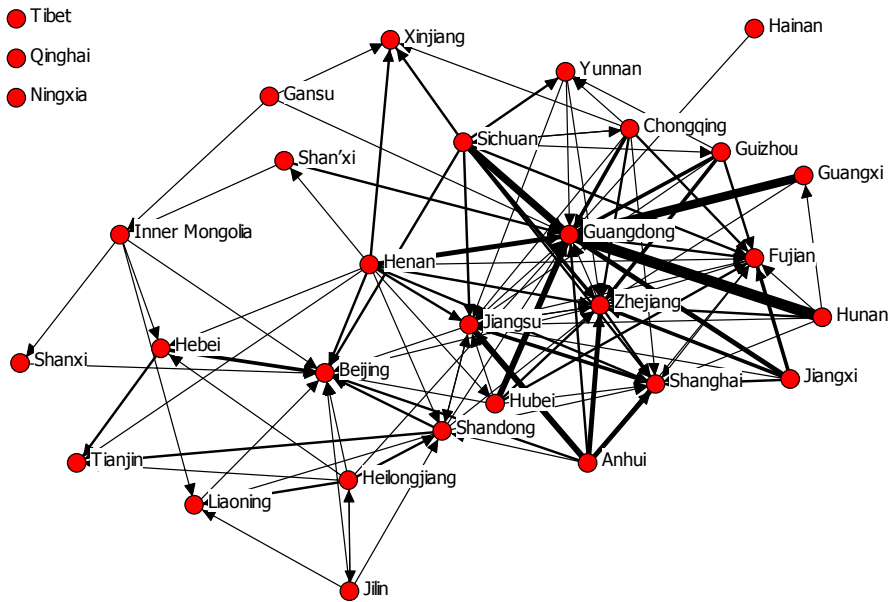 Tibet
Qinghai
Ningxia
Hainan
Xinjiang
Yunnan
Gansu
Chongqing
Sichuan
Guizhou
Shan'xi
Guangxi
Inner Mongolia
Guangdong
Henan
Fujian
Zhejiang
Hunan
Jiangsu
Hebei
Shanxi
Beijing
Shanghai
Jiangxi
Hubei
Shandong
Tianjin
Anhui
Heilongjiang
Liaoning
Jilin